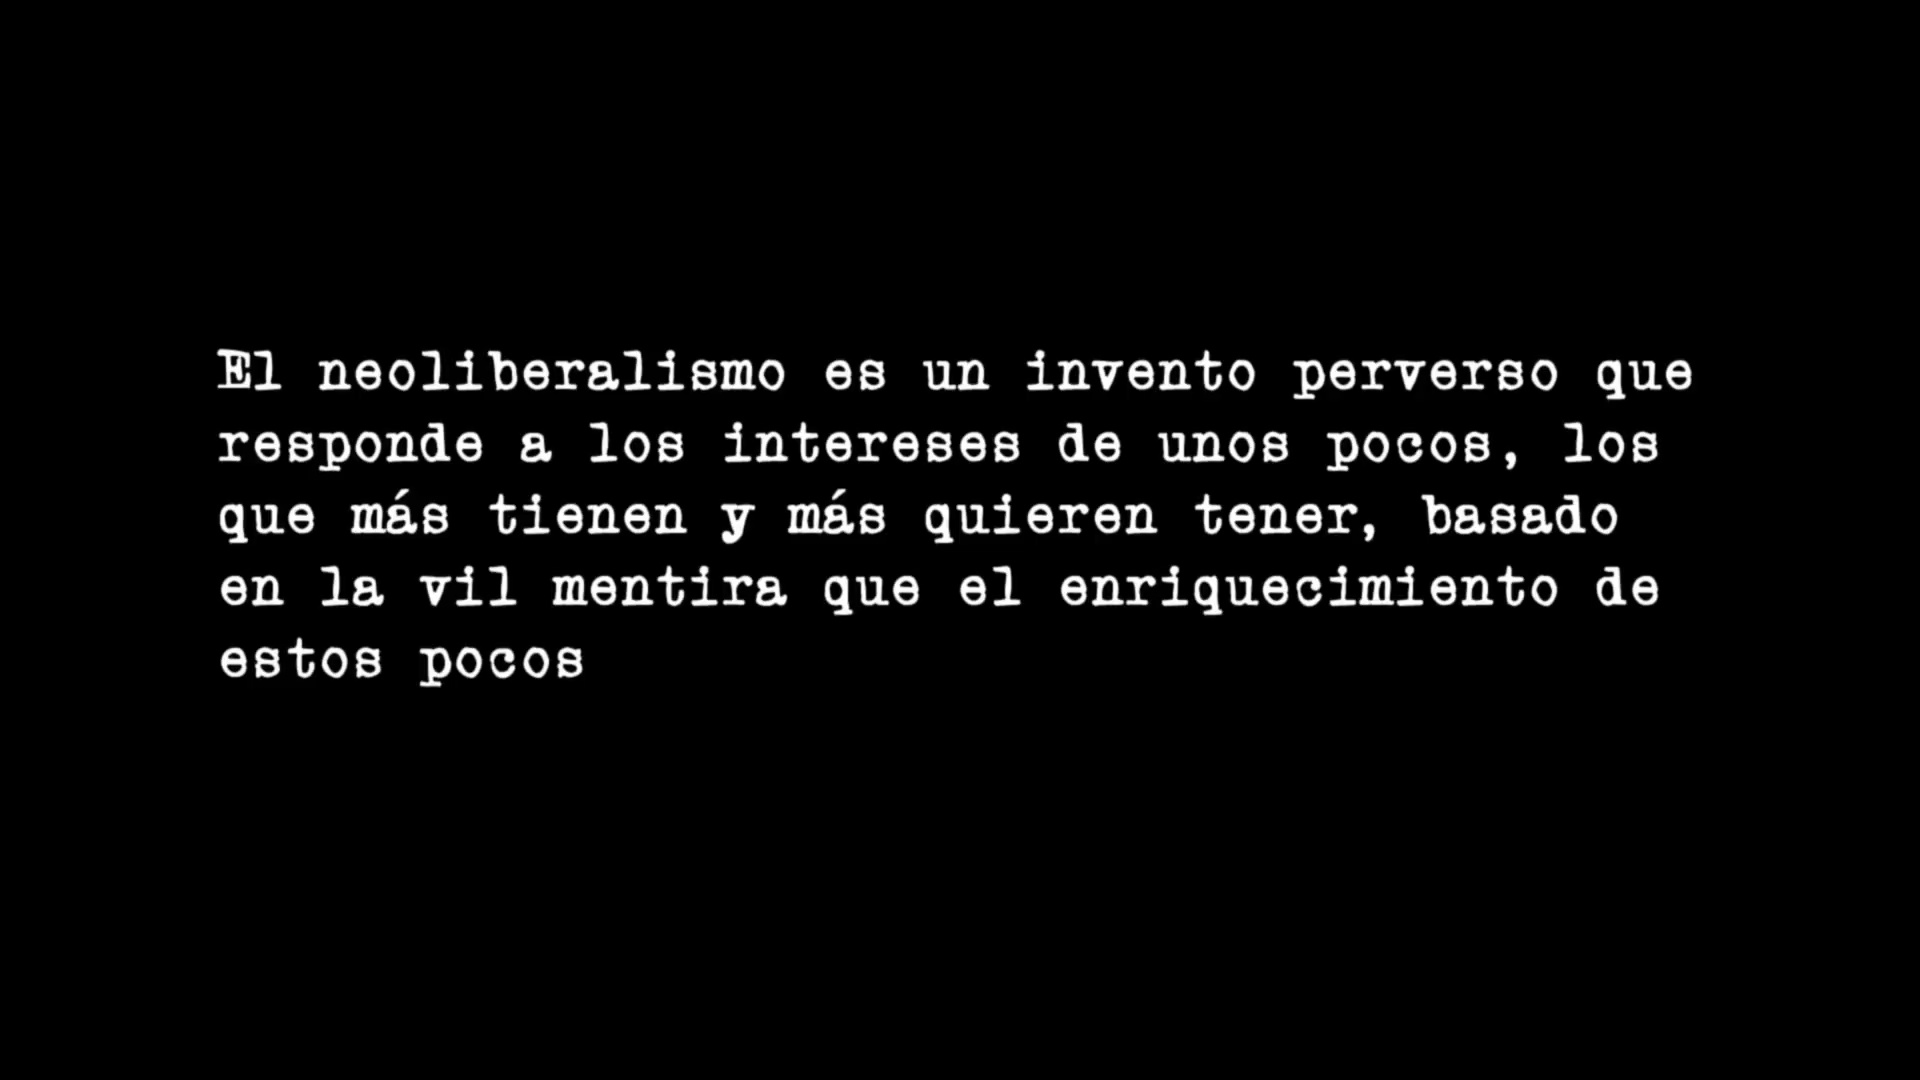 El neoliberalismo es un invento perverso que
responde a los intereses de unos pocos, los
que más tienen y más quieren tener, basado
en la vil mentira que el enriquecimiento de
estos pocos